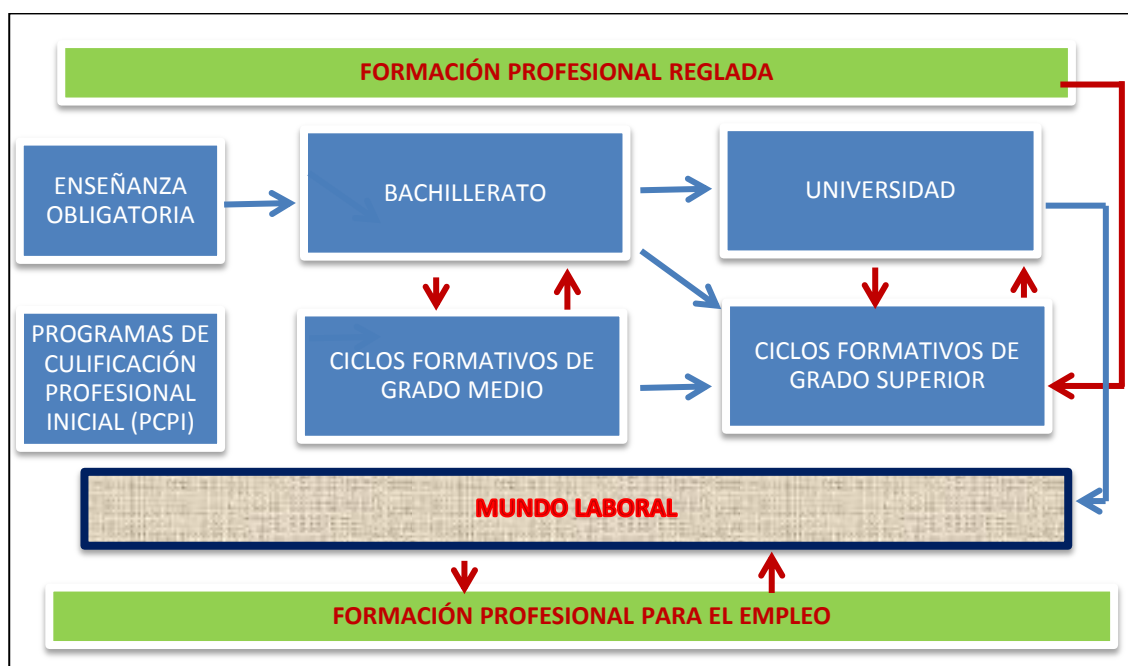 FORMACIÓN PROFESIONAL REGLADA
ENSEÑANZA
OBLIGATORIA
BACHILLERATO
UNIVERSIDAD
PROGRAMAS DE
CULIFICACIÓN
PROFESIONAL
INICIAL (PCPI)
CICLOS FORMATIVOS DE
GRADO MEDIO
CICLOS FORMATIVOS DE
GRADO SUPERIOR
MUNDO LABORAL
FORMACIÓN PROFESIONAL PARA EL EMPLEO